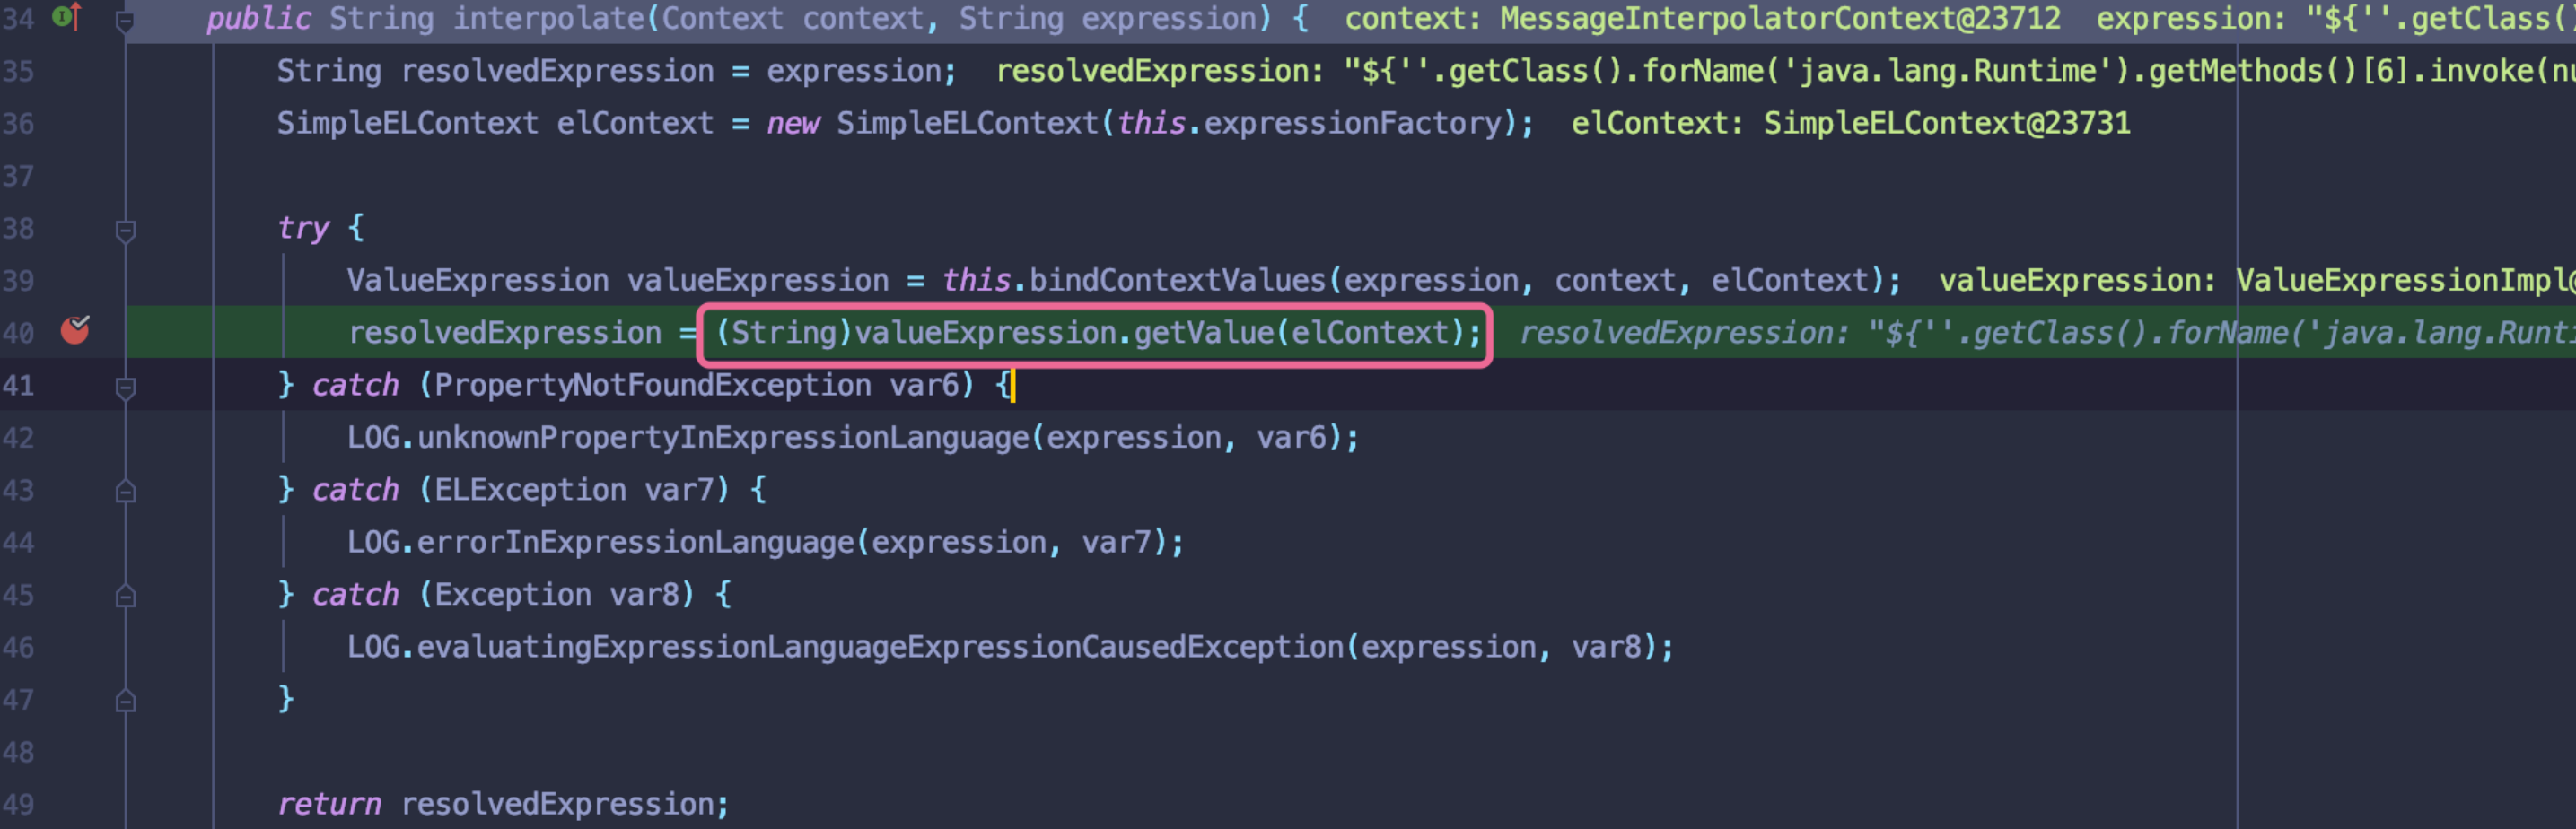 34 public String interpolate(Context context, String expression) { context: MessageInterpolatorContext@23712 expression: "${''.getClass()
35 String resolvedExpression = expression; resolvedExpression: "${''.getClass().forName('java.lang.Runtime').getMethods()[6].invoke(nu
36 SimpleELContext elContext = new SimpleELContext(this.expressionFactory); elContext: SimpleELContext@23731
37
38 try {
39 ValueExpression valueExpression = this.bindContextValues(expression, context, elContext); valueExpression: ValueExpressionImpl@
40 resolvedExpression = (String)valueExpression.getValue(elContext); resolvedExpression: "${''.getClass().forName('java.lang.Runti
41 } catch (PropertyNotFoundException var6) {
42 LOG.unknownPropertyInExpressionLanguage(expression, var6);
43 } catch (ELException var7) {
44 LOG.errorInExpressionLanguage(expression, var7);
45 } catch (Exception var8) {
46 LOG.evaluatingExpressionLanguageExpressionCausedException(expression, var8);
47 }
48
49 return resolvedExpression;